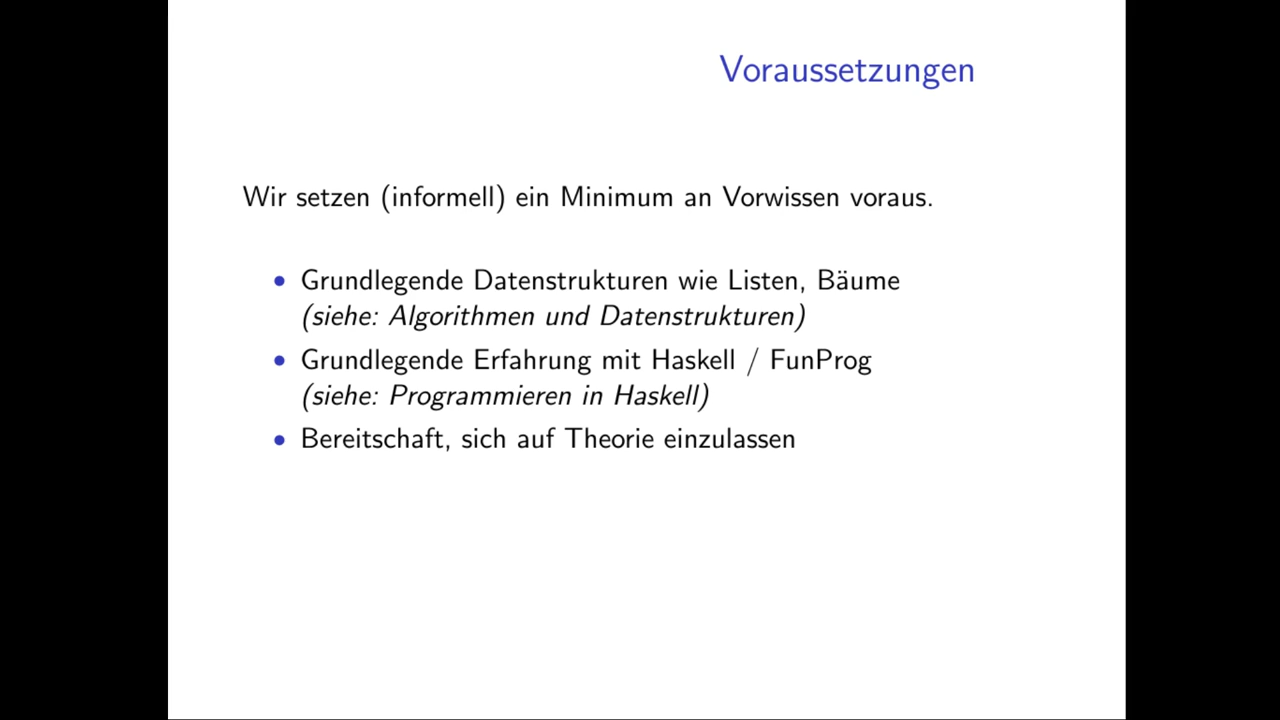 Voraussetzungen
Wir setzen (informell) ein Minimum an Vorwissen voraus.
• Grundlegende Datenstrukturen wie Listen, Bäume
(siehe: Algorithmen und Datenstrukturen)
• Grundlegende Erfahrung mit Haskell / FunProg
(siehe: Programmieren in Haskell)
• Bereitschaft, sich auf Theorie einzulassen